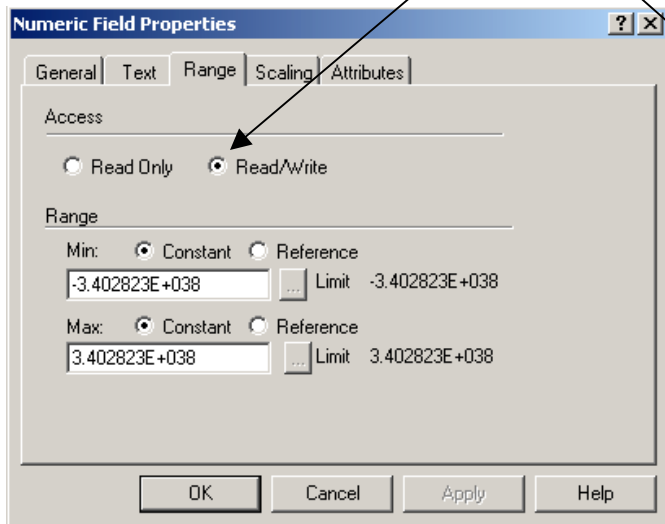 Numeric Field Properties
General Text Range Scaling Attributes
Access
Read Only Read/Write
Range
Min: Constant Reference
-3.402823E+038 ... Limit -3.402823E+038
Max: Constant Reference
3.402823E+038 ... Limit 3.402823E+038
OK Cancel Apply Help